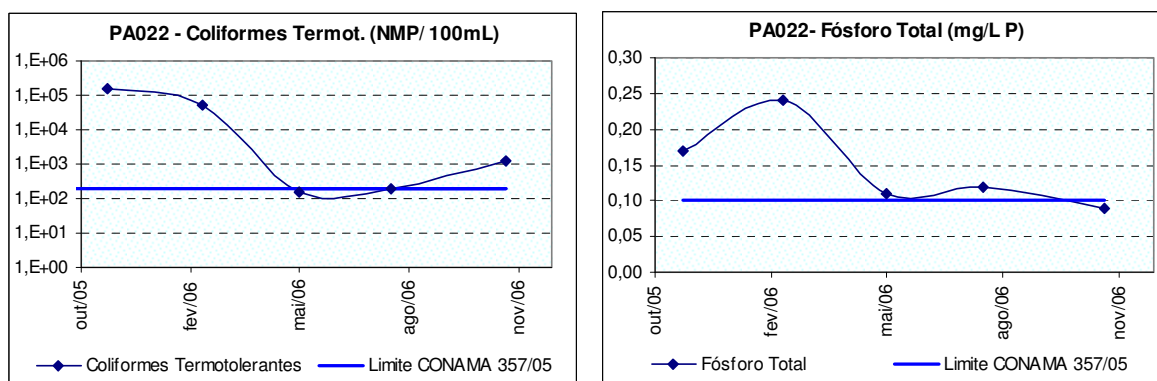 PA022 - Coliformes Termot. (NMP/ 100mL)
1,E+06
1,E+05
1,E+04
1,E+03
1,E+02
1,E+01
1,E+00
out/05
fev/06
mai/06
ago/06
nov/06
Coliformes Termotolerantes
Limite CONAMA 357/05
PA022- Fósforo Total (mg/L P)
0,30
0,25
0,20
0,15
0,10
0,05
0,00
out/05
fev/06
mai/06
ago/06
nov/06
Fósforo Total
Limite CONAMA 357/05